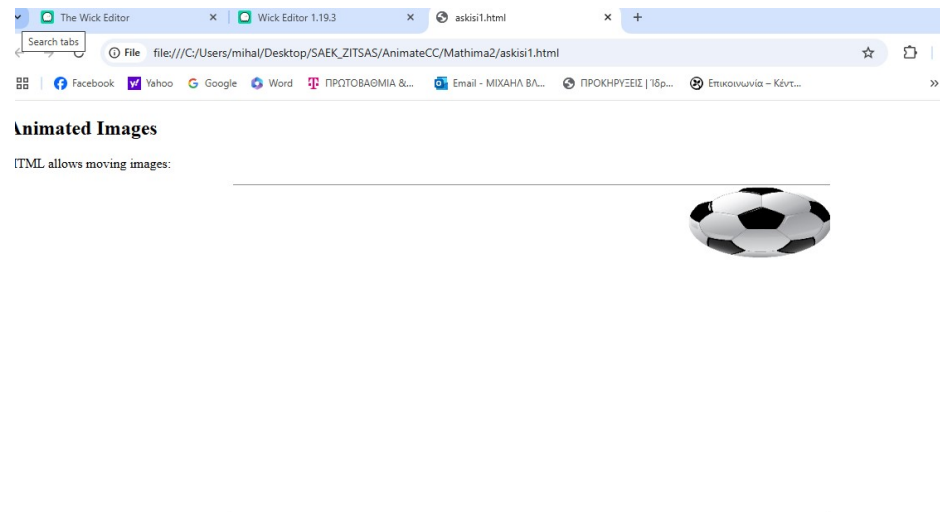 The Wick Editor
Wick Editor 1.19.3
askisi1.html
Search tabs
File file:///C:/Users/mihal/Desktop/SAEK_ZITSAS/AnimateCC/Mathima2/askisi1.html
Facebook Yahoo Google Word ΠΡΩΤΟΒΑΘΜΙΑ &... Email - ΜΙΧΑΗΛ ΒΛ... ΠΡΟΚΗΡΥΞΕΙΣ | Ίδρ... Επικοινωνία – Κέντ...
Animated Images
HTML allows moving images: